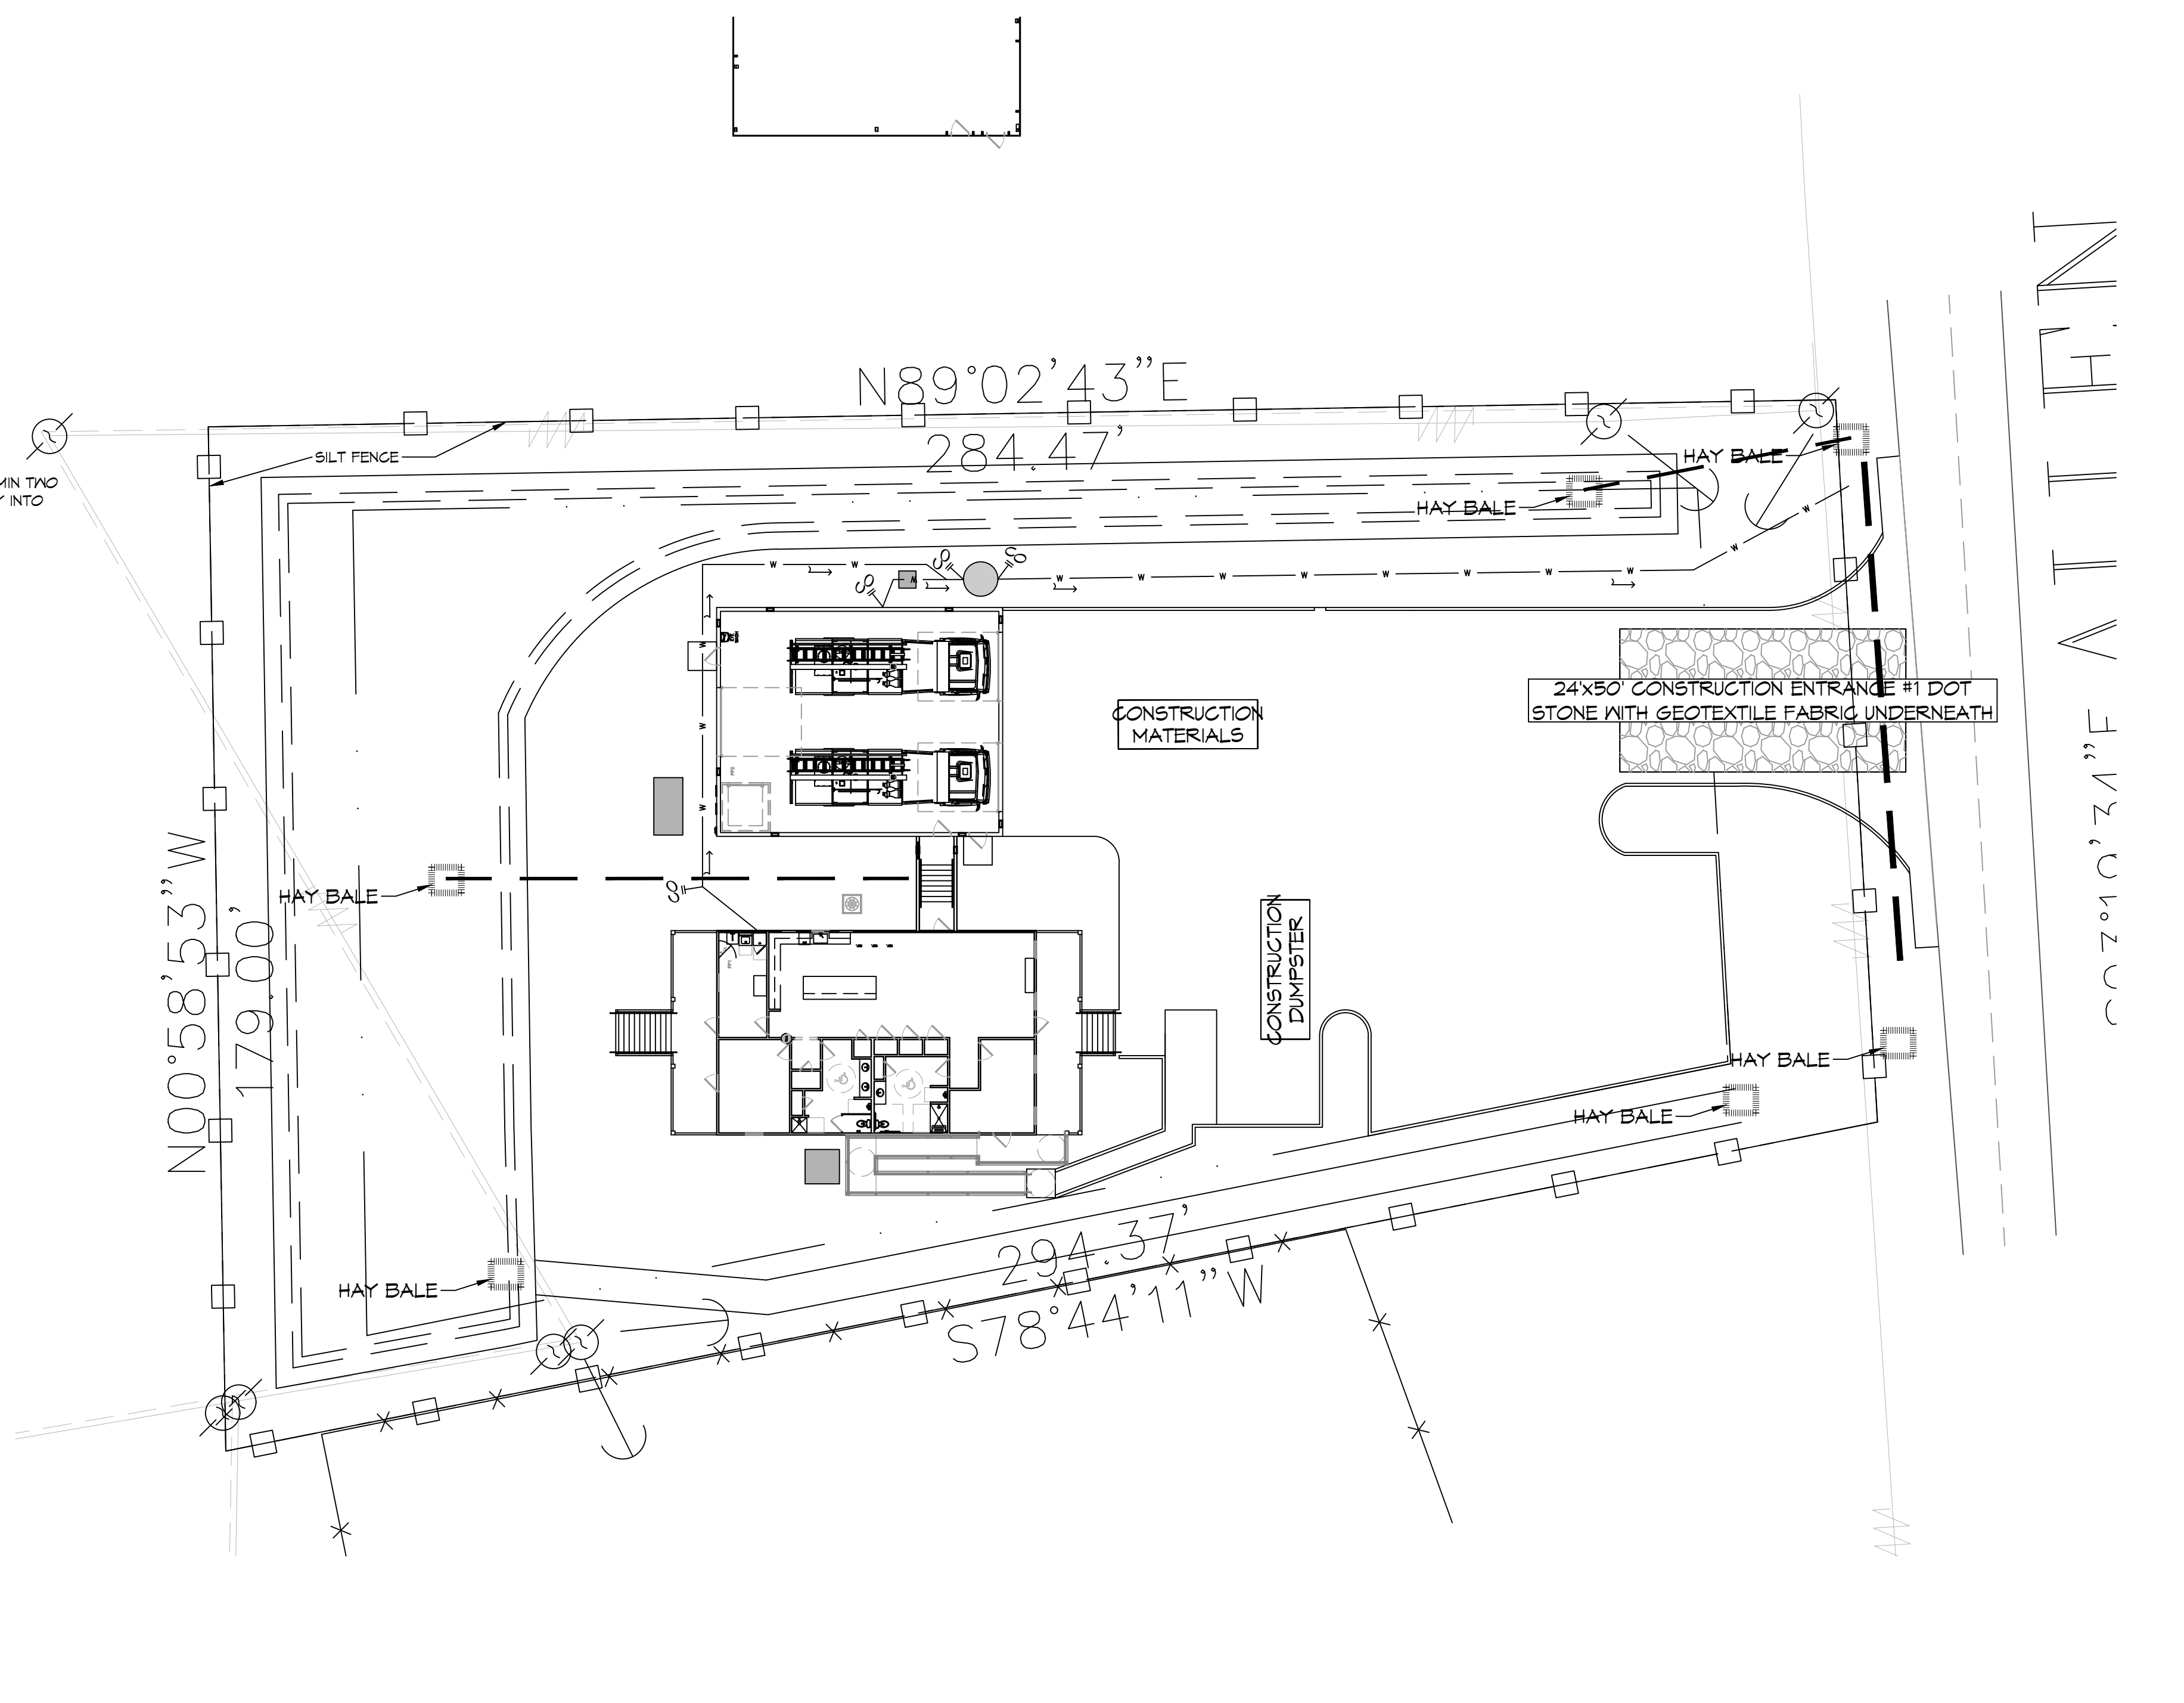 N89°02'43"E
284.47'
SILT FENCE
MIN TWO
INTO
HAY BALE
HAY BALE
W W
W W W W W W W W W W W
24'x50' CONSTRUCTION ENTRANCE #1 DOT
STONE WITH GEOTEXTILE FABRIC UNDERNEATH
CONSTRUCTION
MATERIALS
W
W
W
HAY BALE
N00°58'53"W
179.00'
CONSTRUCTION
DUMPSTER
HAY BALE
HAY BALE
HAY BALE
294.37'
S78°44'11"W